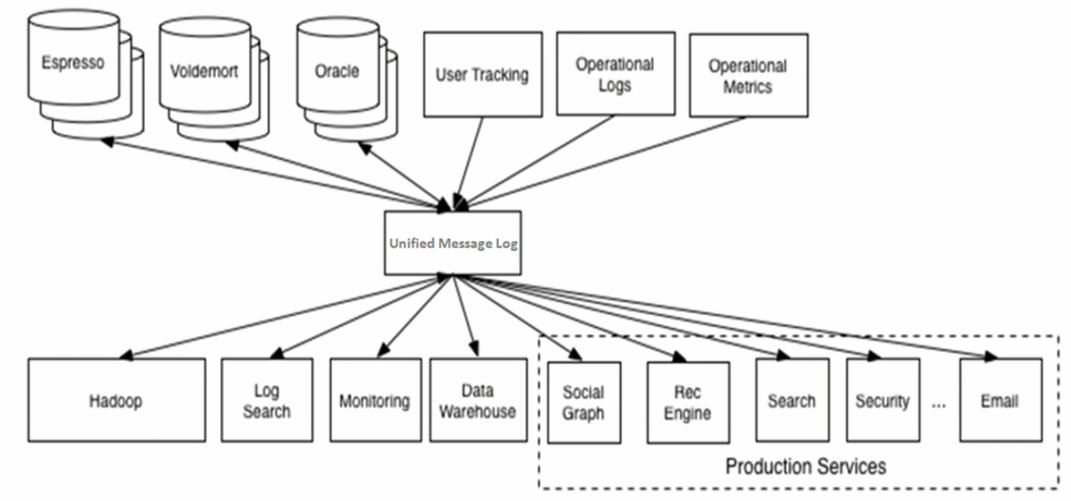 Espresso
Voldemort
Oracle
User Tracking
Operational
Logs
Operational
Metrics
Unified Message Log
Hadoop
Log
Search
Monitoring
Data
Warehouse
Social
Graph
Rec
Engine
Search
Security
...
Email
Production Services